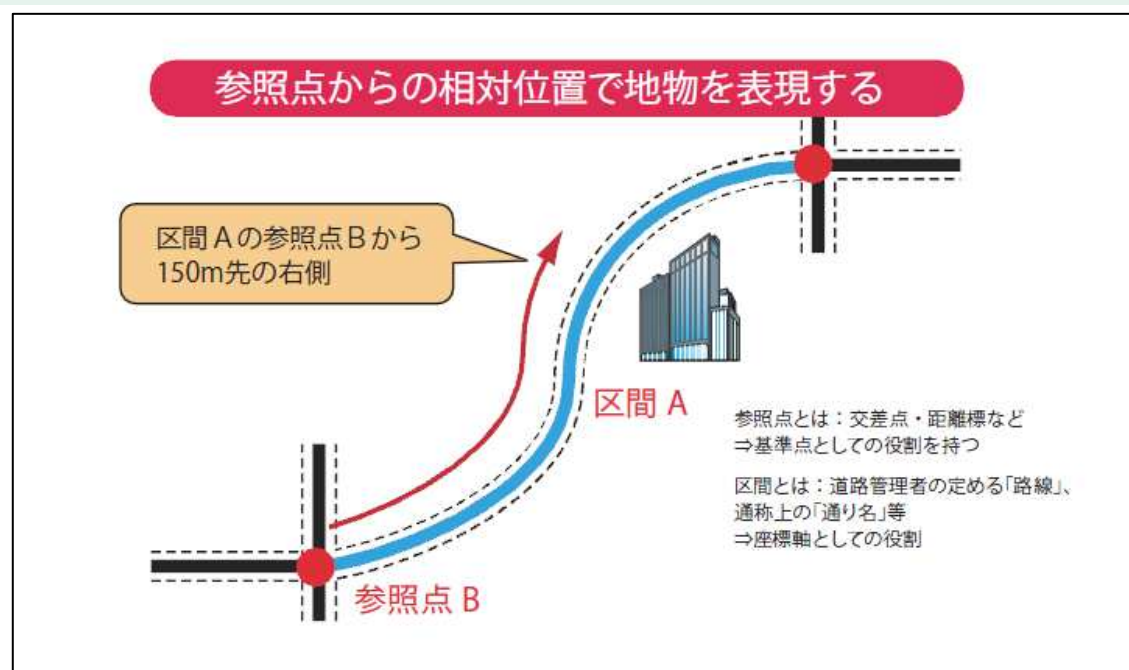 参照点からの相対位置で地物を表現する
区間Aの参照点Bから
150m先の右側
区間 A
参照点とは：交差点・距離標など
⇒基準点としての役割を持つ
区間とは：道路管理者の定める「路線」、
通称上の「通り名」等
⇒座標軸としての役割
参照点 B